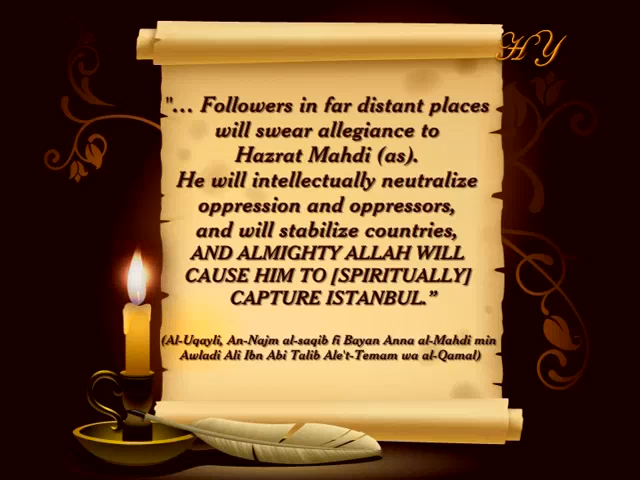 HY
"... Followers in far distant places
will swear allegiance to
Hazrat Mahdi (as).
He will intellectually neutralize
oppression and oppressors,
and will stabilize countries,
AND ALMIGHTY ALLAH WILL
CAUSE HIM TO [SPIRITUALLY]
CAPTURE ISTANBUL.”
(Al-Uqayli, An-Najm al-saqib fi Bayan Anna al-Mahdi min
Awladi Ali Ibn Abi Talib Ale't-Temam wa al-Qamal)